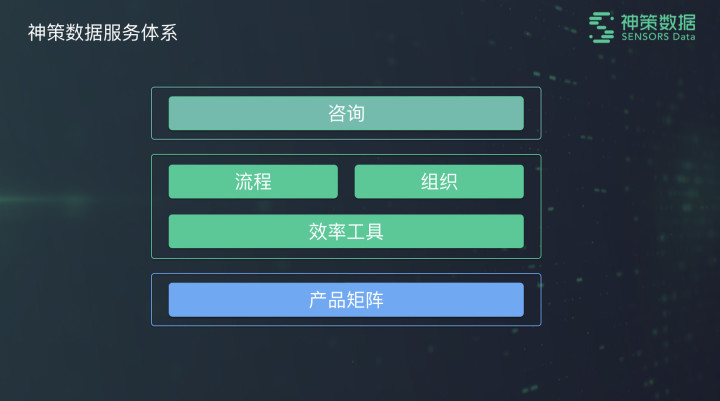 神策数据服务体系
神策数据
SENSORS Data
咨询
流程
组织
效率工具
产品矩阵